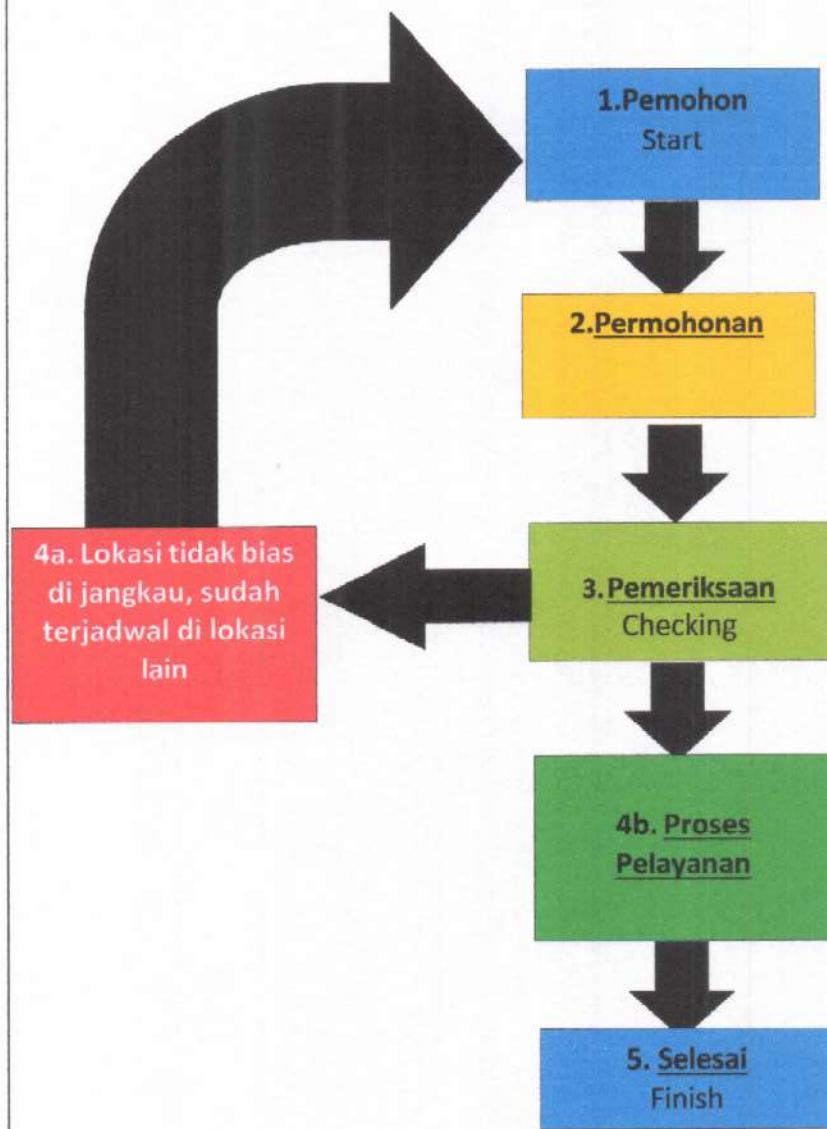 1.Pemohon
Start
2.Permohonan
4a. Lokasi tidak bias
di jangkau, sudah
terjadwal di lokasi
lain
3. Pemeriksaan
Checking
4b. Proses
Pelayanan
5. Selesai
Finish